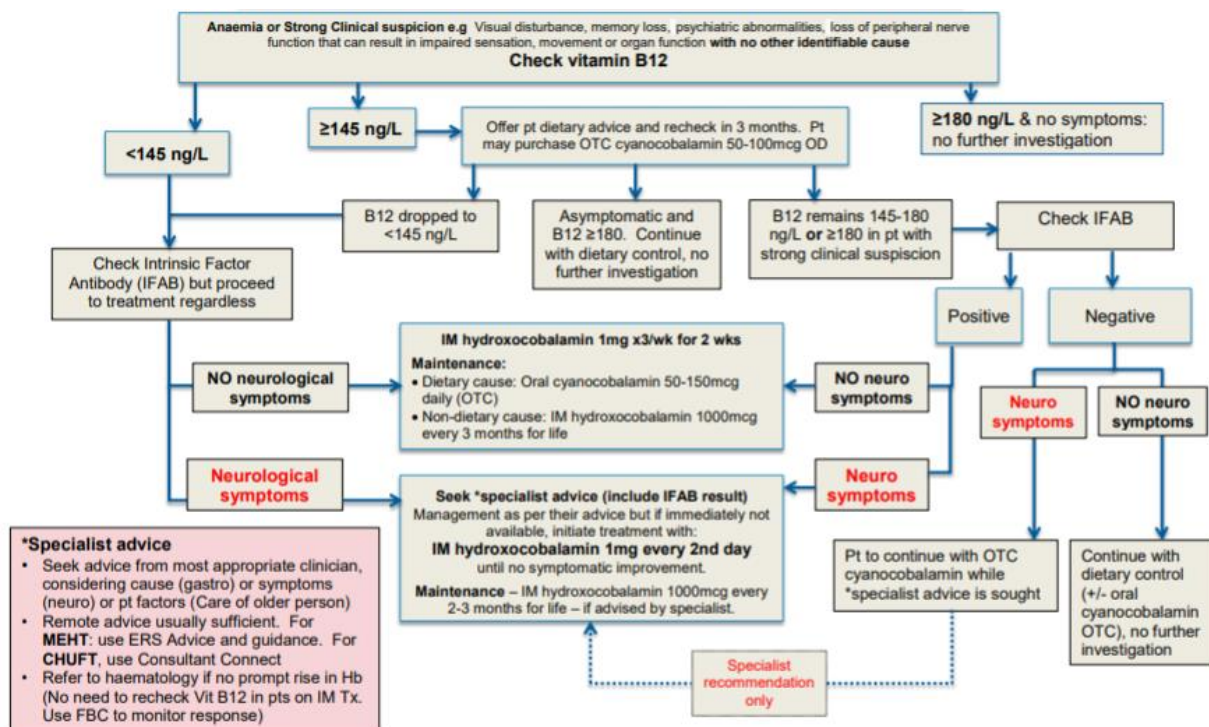 Anaemia or Strong Clinical suspicion e.g Visual disturbance, memory loss, psychiatric abnormalities, loss of peripheral nerve
function that can result in impaired sensation, movement or organ function with no other identifiable cause
Check vitamin B12
<145 ng/L
≥145 ng/L
Offer pt dietary advice and recheck in 3 months. Pt
may purchase OTC cyanocobalamin 50-100mcg OD
≥180 ng/L & no symptoms:
no further investigation
B12 dropped to
<145 ng/L
Asymptomatic and
B12 ≥180. Continue
with dietary control, no
further investigation
B12 remains 145-180
ng/L or ≥180 in pt with
strong clinical suspiscion
Check IFAB
Check Intrinsic Factor
Antibody (IFAB) but proceed
to treatment regardless
Positive
Negative
NO neurological
symptoms
IM hydroxocobalamin 1mg x3/wk for 2 wks
Maintenance:
• Dietary cause: Oral cyanocobalamin 50-150mcg
daily (OTC)
• Non-dietary cause: IM hydroxocobalamin 1000mcg
every 3 months for life
NO neuro
symptoms
Neuro
symptoms
NO neuro
symptoms
Neurological
symptoms
Seek *specialist advice (include IFAB result)
Management as per their advice but if immediately not
available, initiate treatment with:
IM hydroxocobalamin 1mg every 2nd day
until no symptomatic improvement.
Maintenance – IM hydroxocobalamin 1000mcg every
2-3 months for life – if advised by specialist.
Neuro
symptoms
Pt to continue with OTC
cyanocobalamin while
*specialist advice is sought
Continue with
dietary control
(+/- oral
cyanocobalamin
OTC), no further
investigation
Specialist
recommendation
only
*Specialist advice
• Seek advice from most appropriate clinician,
considering cause (gastro) or symptoms
(neuro) or pt factors (Care of older person)
• Remote advice usually sufficient. For
MEHT: use ERS Advice and guidance. For
CHUFT, use Consultant Connect
• Refer to haematology if no prompt rise in Hb
(No need to recheck Vit B12 in pts on IM Tx.
Use FBC to monitor response)